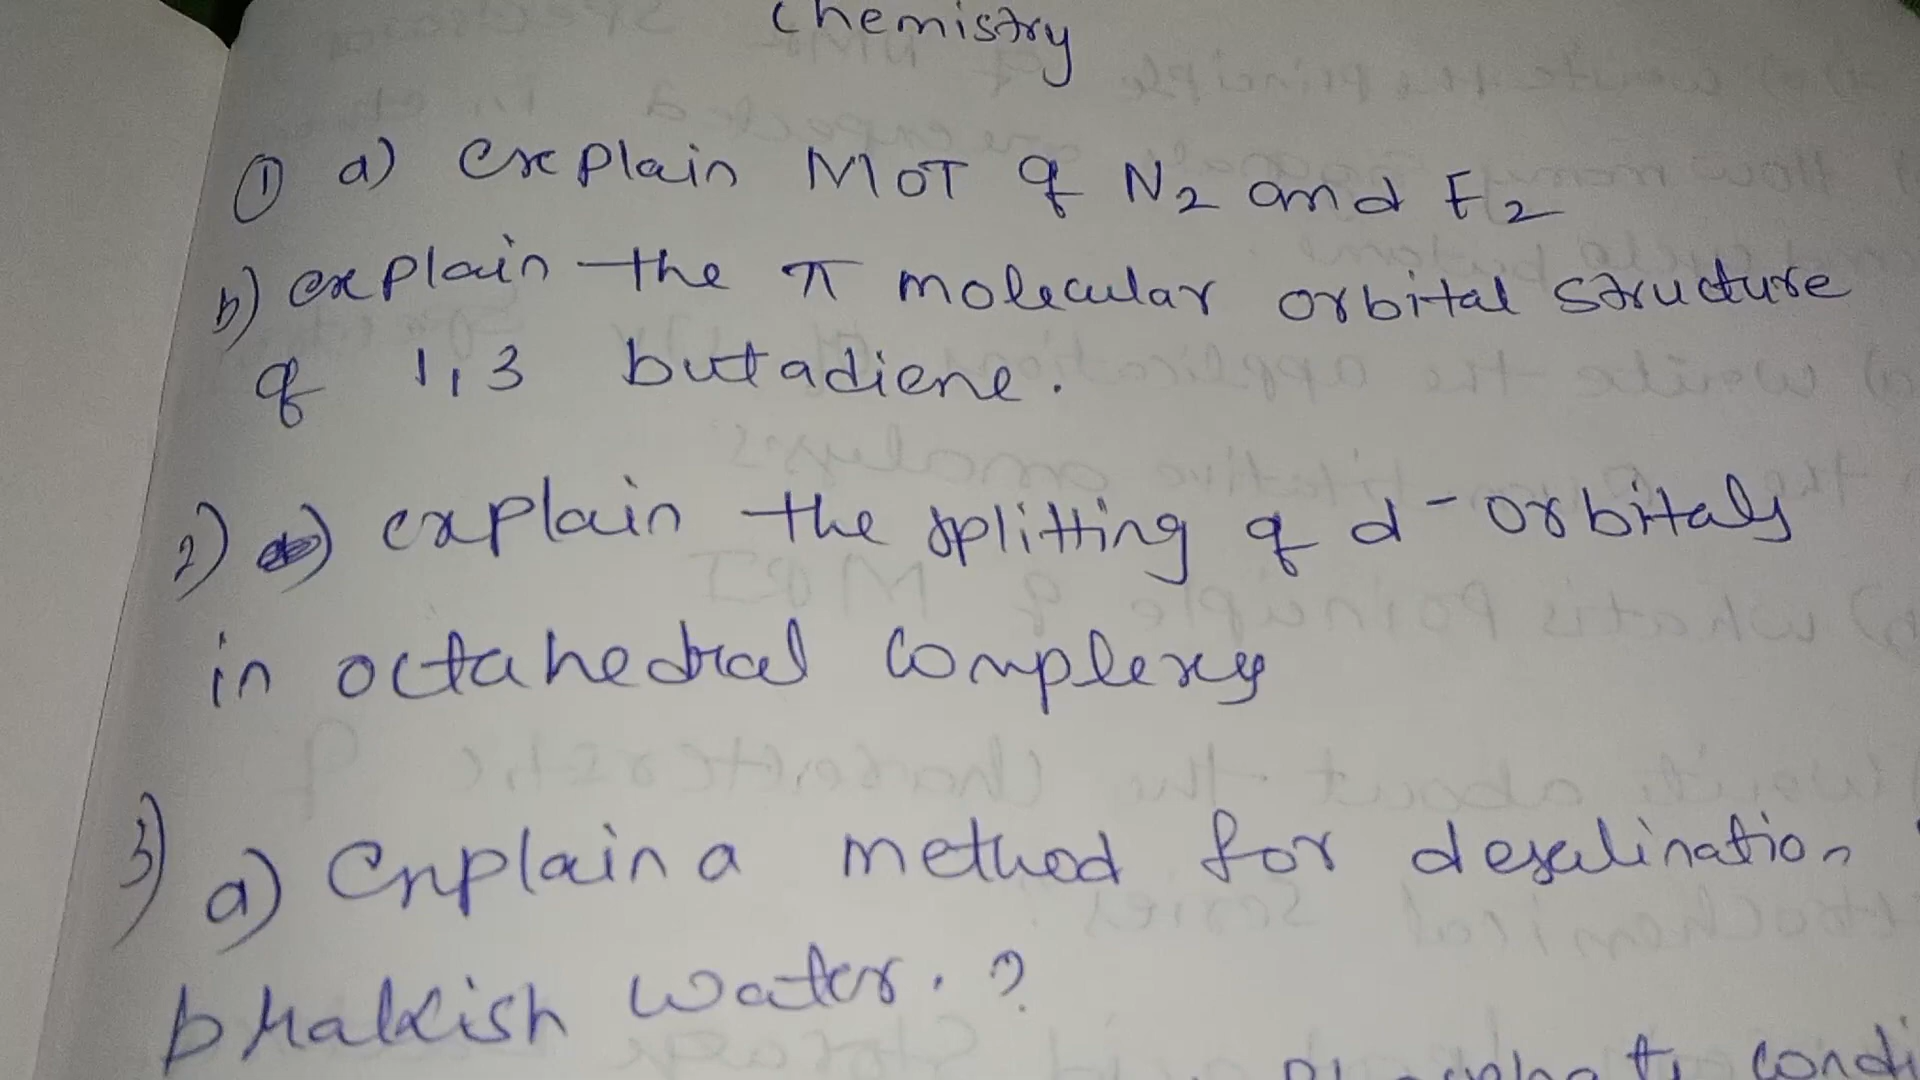 Chemistry
① a) explain MOT of N2 and F2
b) explain the π molecular orbital structure
of 1,3 butadiene.
2) explain the splitting of d-orbitals
in octahedral complexes
3) a) Explain a method for desalination
brakish water.?
condi